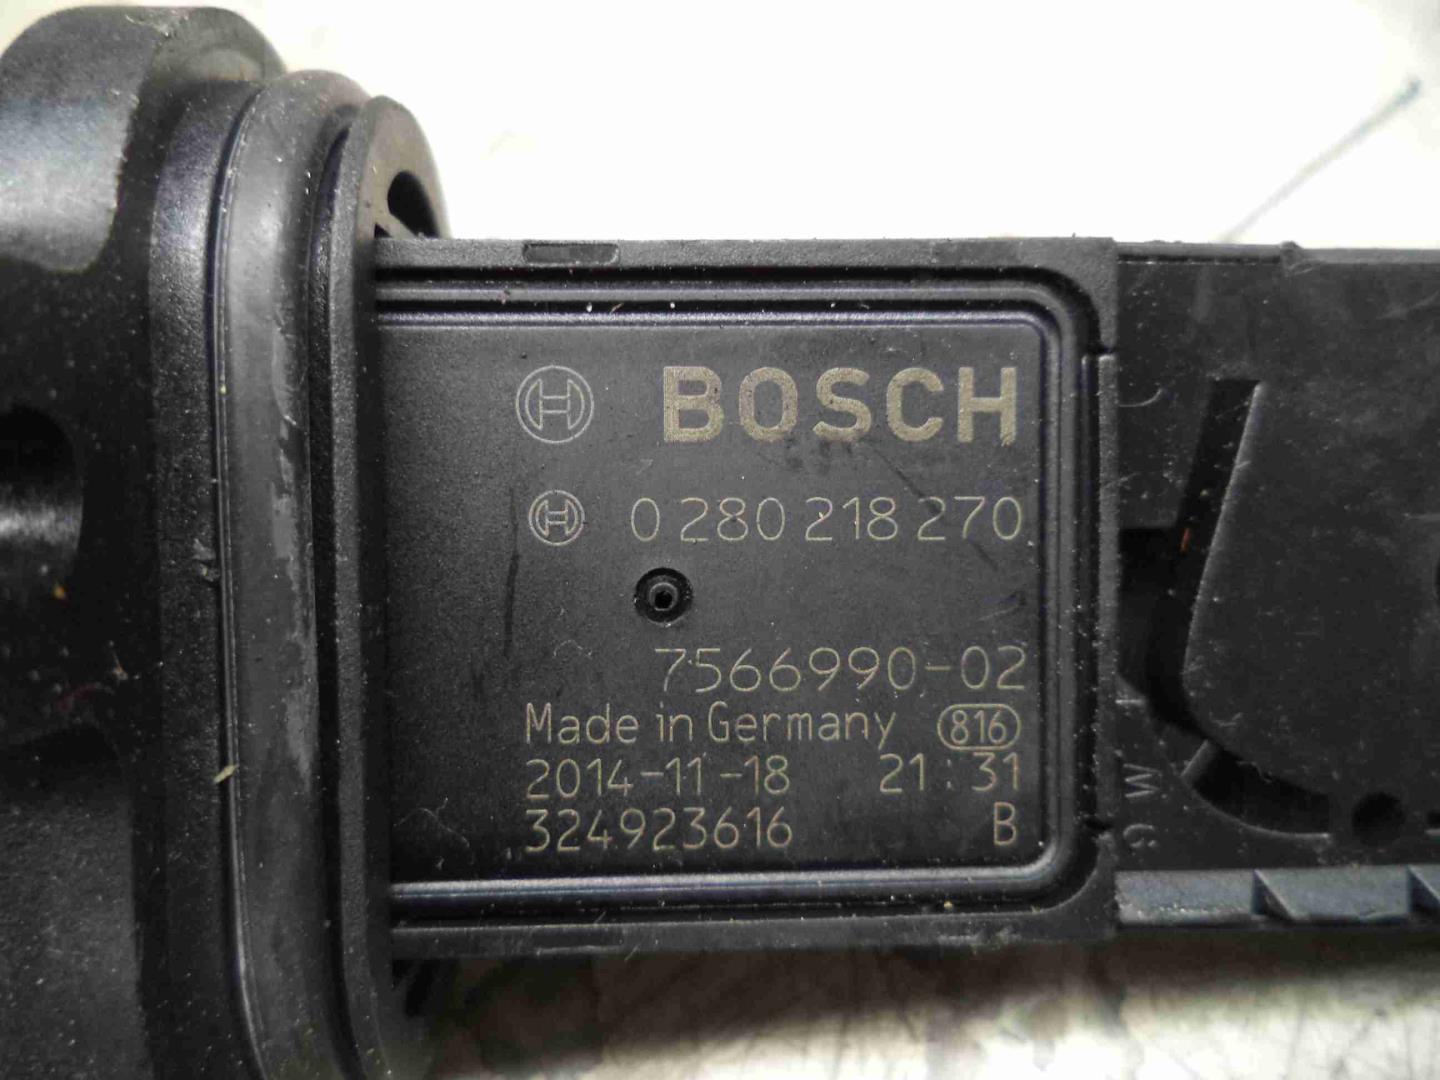 BOSCH
0 280 218 270
7566990-02
Made in Germany 816
2014-11-18 21:31
324923616 B